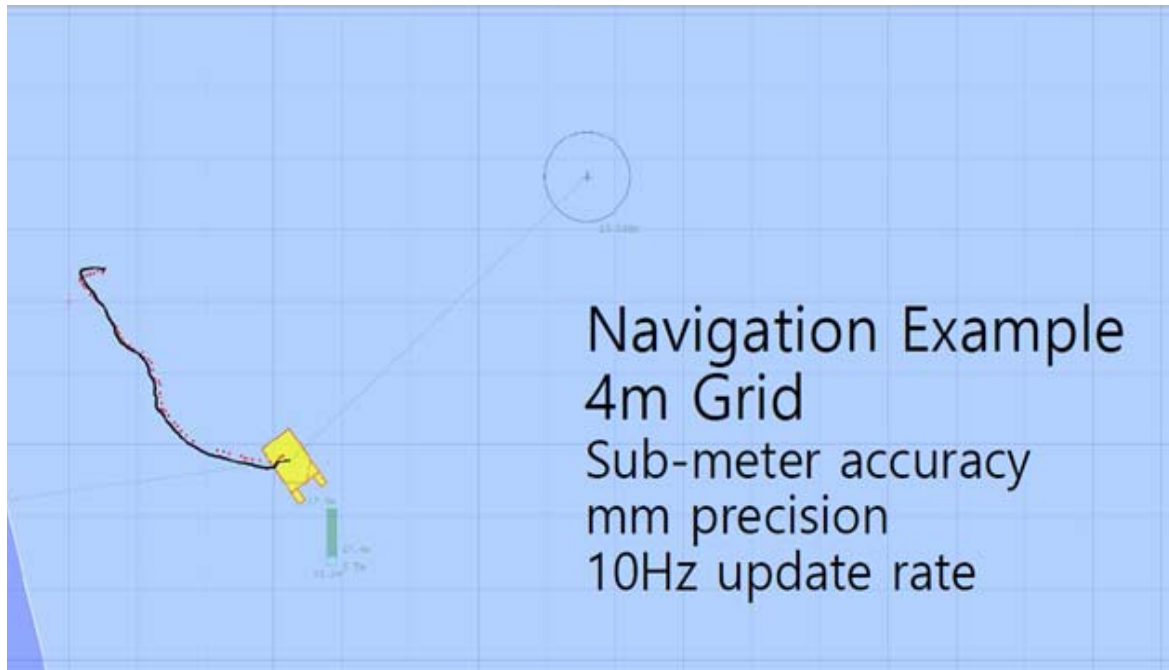 Navigation Example
4m Grid
Sub-meter accuracy
mm precision
10Hz update rate